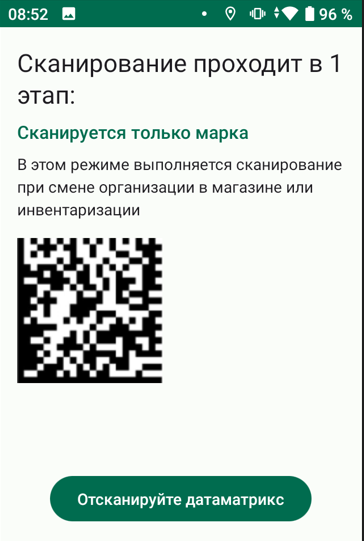 08:52
96 %
Сканирование проходит в 1
этап:
Сканируется только марка
В этом режиме выполняется сканирование
при смене организации в магазине или
инвентаризации
Отсканируйте датаматрикс